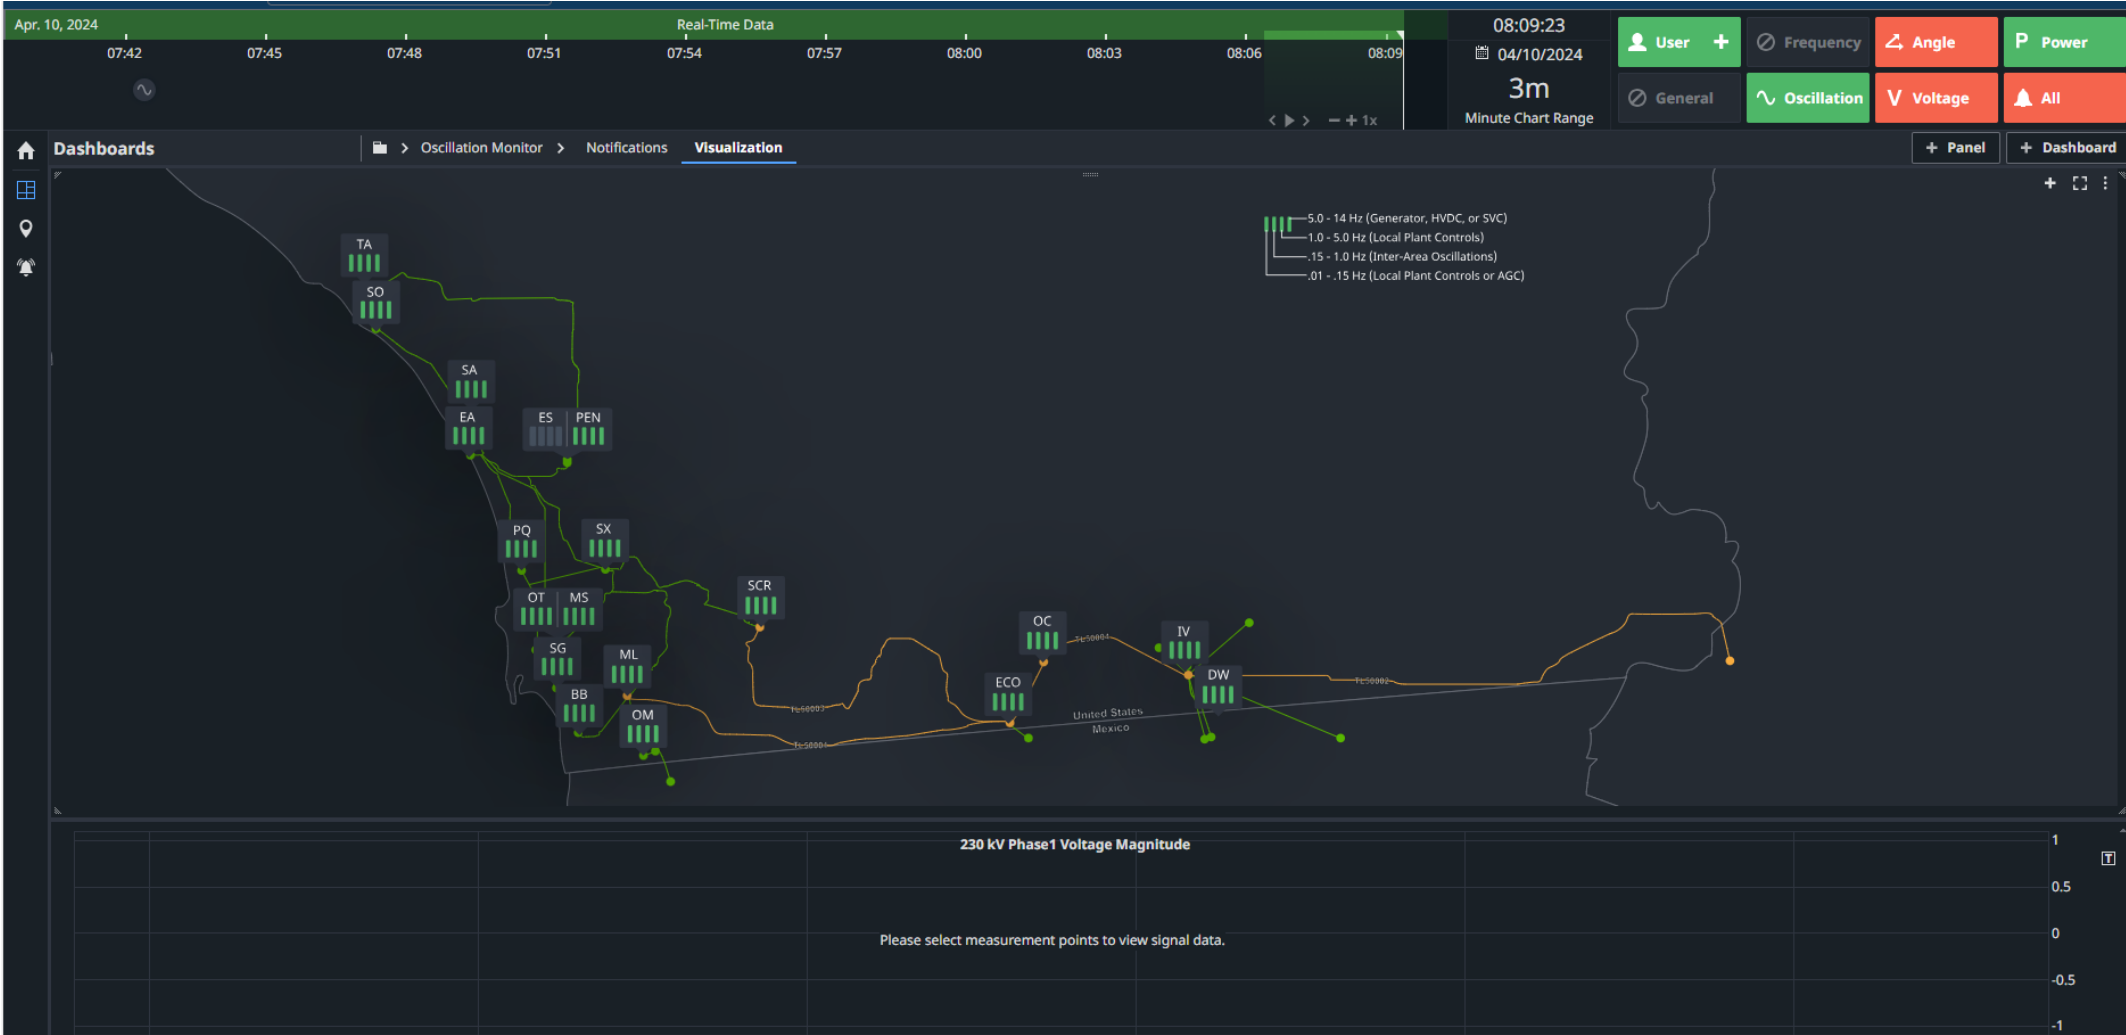 Apr. 10, 2024
Real-Time Data
07:42 07:45 07:48 07:51 07:54 07:57 08:00 08:03 08:06 08:09
1x
08:09:23
04/10/2024
3m
Minute Chart Range
User
Frequency
Angle
P Power
General
Oscillation
V Voltage
All
Dashboards
Oscillation Monitor
Notifications
Visualization
+ Panel
+ Dashboard
5.0 - 14 Hz (Generator, HVDC, or SVC)
1.0 - 5.0 Hz (Local Plant Controls)
.15 - 1.0 Hz (Inter-Area Oscillations)
.01 - .15 Hz (Local Plant Controls or AGC)
TA
SO
SA
EA
ES PEN
PQ
SX
SCR
OT MS
OC
IV
SG
ML
ECO
DW
BB
OM
TL50003
United States
Mexico
230 kV Phase1 Voltage Magnitude
Please select measurement points to view signal data.
1
0.5
0
-0.5
-1
T